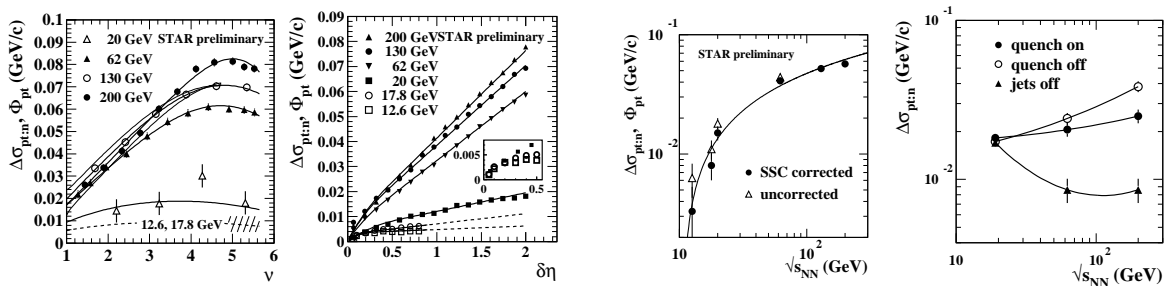 Δσpt:n, Φpt (GeV/c)
0.1
0.09
0.08
0.07
0.06
0.05
0.04
0.03
0.02
0.01
0
20 GeV STAR preliminary
62 GeV
130 GeV
200 GeV
12.6, 17.8 GeV
1 2 3 4 5 6
ν
Δσpt:n, Φpt (GeV/c)
0.09
0.08
0.07
0.06
0.05
0.04
0.03
0.02
0.01
0
200 GeV STAR preliminary
130 GeV
62 GeV
20 GeV
17.8 GeV
12.6 GeV
0.005
0
0 0.5
0 0.5 1 1.5 2
δη
Δσpt:n, Φpt (GeV/c)
10⁻¹
10⁻²
STAR preliminary
SSC corrected
uncorrected
10 10²
√sNN (GeV)
Δσpt:n (GeV/c)
10⁻¹
10⁻²
quench on
quench off
jets off
10 10²
√sNN (GeV)